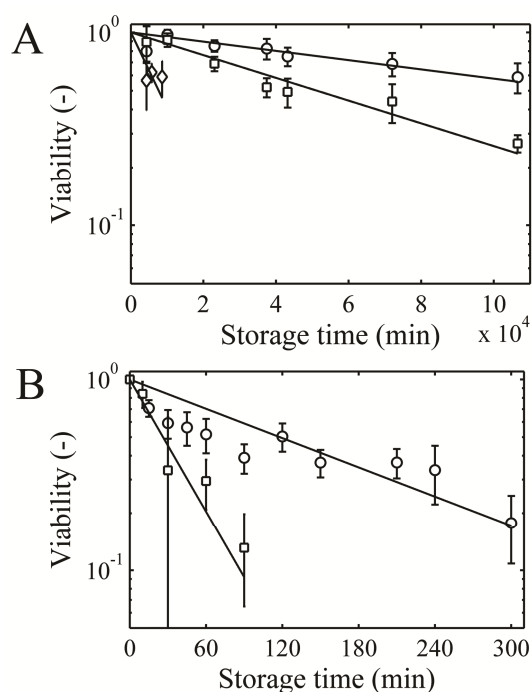 A
Viability (-)
10^0
10^-1
0 2 4 6 8 10
Storage time (min)
x 10^4
B
Viability (-)
10^0
10^-1
0 60 120 180 240 300
Storage time (min)